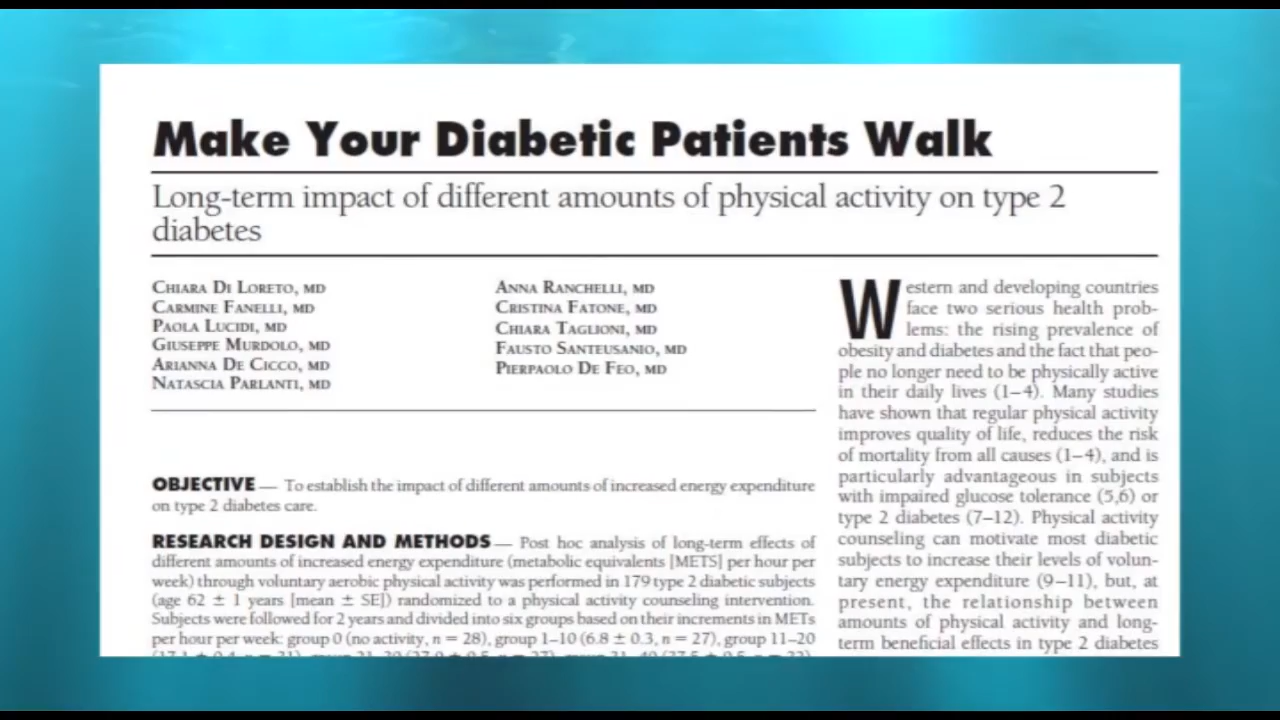 Make Your Diabetic Patients Walk
Long-term impact of different amounts of physical activity on type 2
diabetes
CHIARA DI LORETO, MD
CARMINE FANELLI, MD
PAOLA LUCIDI, MD
GIUSEPPE MURDOLO, MD
ARIANNA DE CICCO, MD
NATASCIA PARLANTI, MD
ANNA RANCHELLI, MD
CRISTINA FATONE, MD
CHIARA TAGLIONI, MD
FAUSTO SANTEUSANIO, MD
PIERPAOLO DE FEO, MD
OBJECTIVE — To establish the impact of different amounts of increased energy expenditure
on type 2 diabetes care.
RESEARCH DESIGN AND METHODS — Post hoc analysis of long-term effects of
different amounts of increased energy expenditure (metabolic equivalents [METS] per hour per
week) through voluntary aerobic physical activity was performed in 179 type 2 diabetic subjects
(age 62 ± 1 years [mean ± SE]) randomized to a physical activity counseling intervention.
Subjects were followed for 2 years and divided into six groups based on their increments in METs
per hour per week: group 0 (no activity, n = 28), group 1–10 (6.8 ± 0.3, n = 27), group 11–20
Western and developing countries
face two serious health prob-
lems: the rising prevalence of
obesity and diabetes and the fact that peo-
ple no longer need to be physically active
in their daily lives (1–4). Many studies
have shown that regular physical activity
improves quality of life, reduces the risk
of mortality from all causes (1–4), and is
particularly advantageous in subjects
with impaired glucose tolerance (5,6) or
type 2 diabetes (7–12). Physical activity
counseling can motivate most diabetic
subjects to increase their levels of volun-
tary energy expenditure (9–11), but, at
present, the relationship between
amounts of physical activity and long-
term beneficial effects in type 2 diabetes